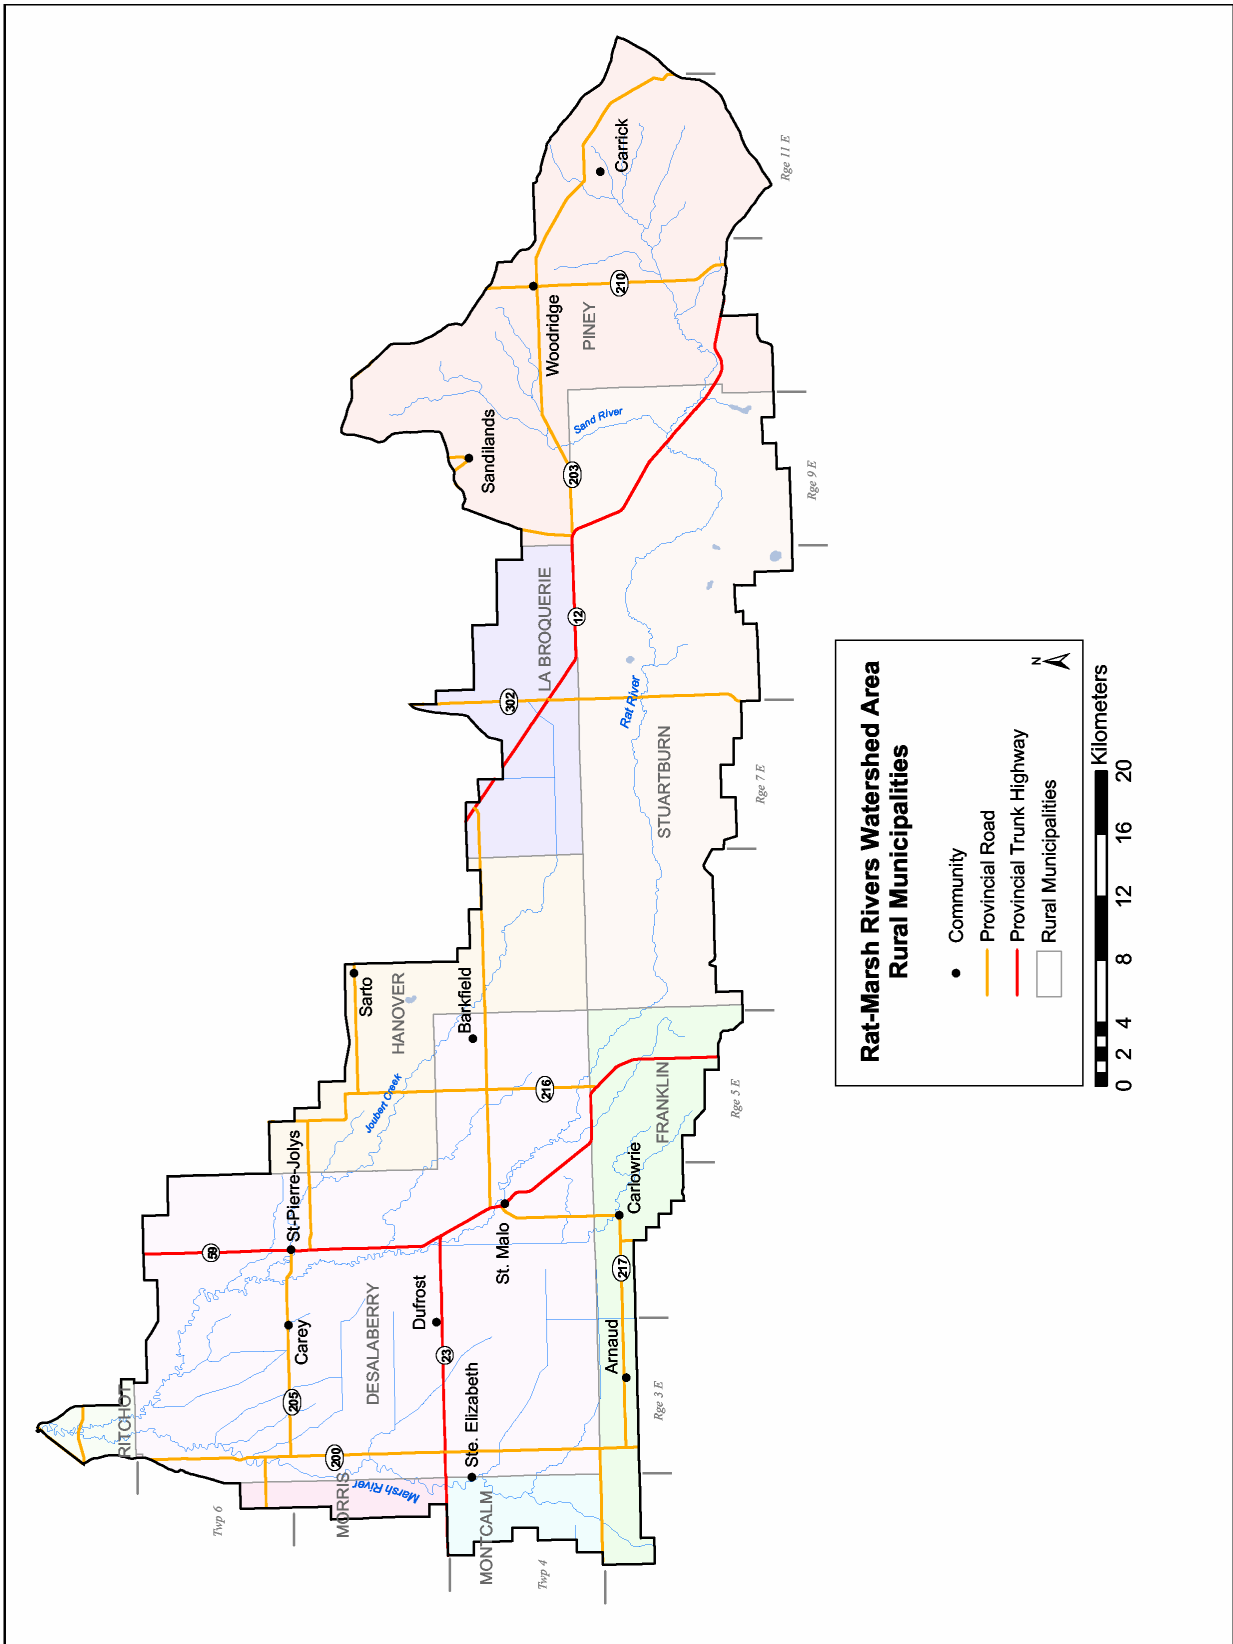 Rat-Marsh Rivers Watershed Area
Rural Municipalities
Community
Provincial Road
Provincial Trunk Highway
Rural Municipalities
N
0 2 4 8 12 16 20
Kilometers
RITCHOT
Twp 6
MORRIS
Marsh River
MONTCALM
Twp 4
200
205
Carey
St-Pierre-Jolys
59
DESALABERRY
Dufrost
23
Ste. Elizabeth
St. Malo
Arnaud
217
Carlowrie
FRANKLIN
Rge 3 E
Rge 5 E
Joubert Creek
HANOVER
Sarto
Barkfield
216
STUARTBURN
Rge 7 E
Rat River
302
LA BROQUERIE
12
Rge 9 E
203
Sand River
Sandilands
Woodridge
PINEY
210
Carrick
Rge 11 E